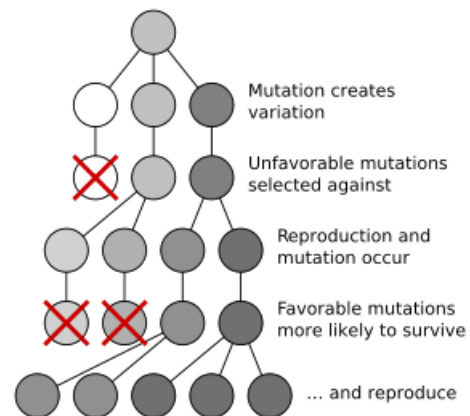 Mutation creates
variation
Unfavorable mutations
selected against
Reproduction and
mutation occur
Favorable mutations
more likely to survive
... and reproduce